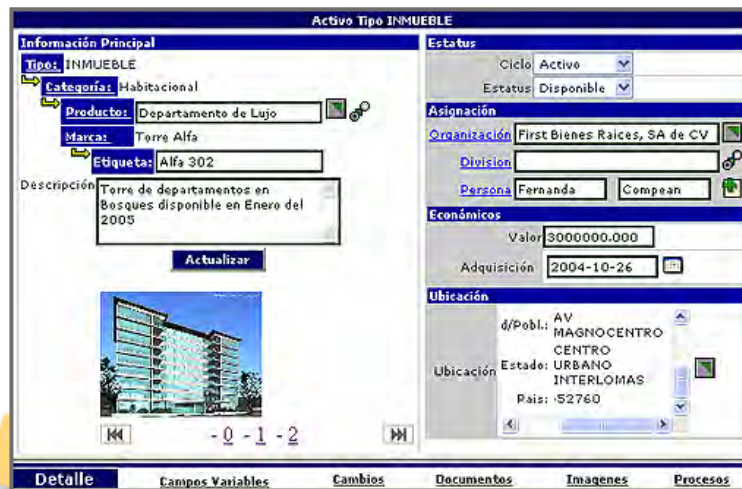 Activo Tipo INMUEBLE
Información Principal
Tipo: INMUEBLE
Categoría: Habitacional
Producto: Departamento de Lujo
Marca: Torre Alfa
Etiqueta: Alfa 302
Descripción
Torre de departamentos en
Bosques disponible en Enero del
2005
Actualizar
- 0 - 1 - 2
Estatus
Ciclo Activo
Estatus Disponible
Asignación
Organización First Bienes Raices, SA de CV
Division
Persona Fernanda Compean
Económicos
Valor 3000000.000
Adquisición 2004-10-26
Ubicación
Ubicación
d/Pobl.: AV
MAGNOCENTRO
Estado: CENTRO
URBANO
INTERLOMAS
Pais: 52760
Detalle Campos Variables Cambios Documentos Imagenes Procesos